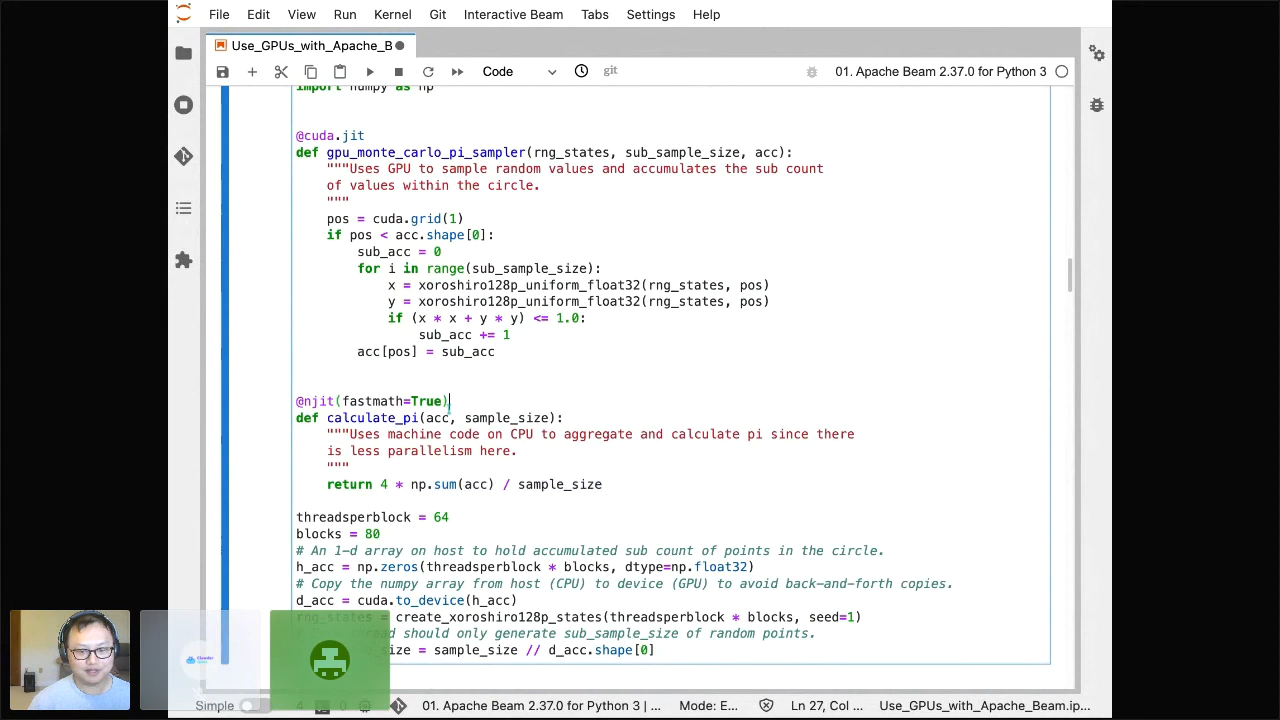 File Edit View Run Kernel Git Interactive Beam Tabs Settings Help
Use_GPUs_with_Apache_B
Code git 01. Apache Beam 2.37.0 for Python 3
import numpy as np
@cuda.jit
def gpu_monte_carlo_pi_sampler(rng_states, sub_sample_size, acc):
"""Uses GPU to sample random values and accumulates the sub count
of values within the circle.
"""
pos = cuda.grid(1)
if pos < acc.shape[0]:
sub_acc = 0
for i in range(sub_sample_size):
x = xoroshiro128p_uniform_float32(rng_states, pos)
y = xoroshiro128p_uniform_float32(rng_states, pos)
if (x * x + y * y) <= 1.0:
sub_acc += 1
acc[pos] = sub_acc
@njit(fastmath=True)
def calculate_pi(acc, sample_size):
"""Uses machine code on CPU to aggregate and calculate pi since there
is less parallelism here.
"""
return 4 * np.sum(acc) / sample_size
threadsperblock = 64
blocks = 80
# An 1-d array on host to hold accumulated sub count of points in the circle.
h_acc = np.zeros(threadsperblock * blocks, dtype=np.float32)
# Copy the numpy array from host (CPU) to device (GPU) to avoid back-and-forth copies.
d_acc = cuda.to_device(h_acc)
rng_states = create_xoroshiro128p_states(threadsperblock * blocks, seed=1)
should only generate sub_sample_size of random points.
_size = sample_size // d_acc.shape[0]
Simple 01. Apache Beam 2.37.0 for Python 3 | ... Mode: E... Ln 27, Col ... Use_GPUs_with_Apache_Beam.ip...